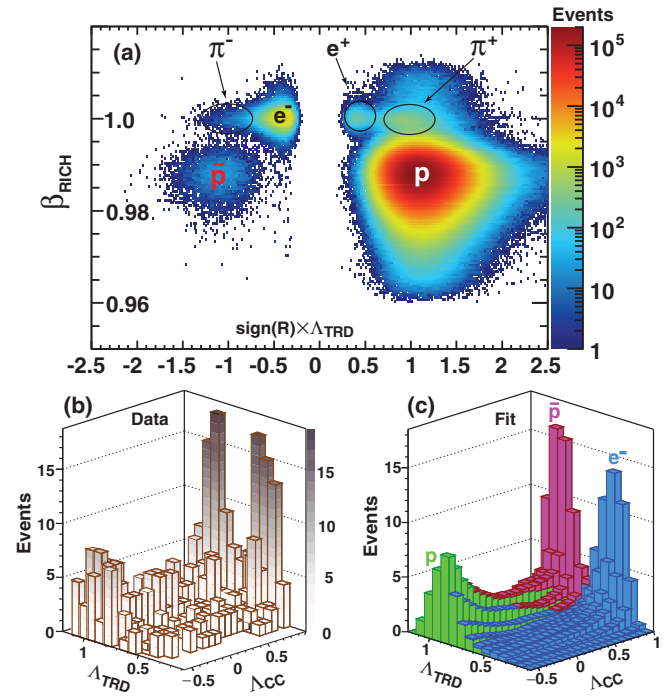 Events
(a)
π⁻
e⁺
π⁺
10⁵
10⁴
10³
10²
10
1
1.0
0.98
0.96
β_RICH
e⁻
p̄
p
sign(R)×Λ_TRD
-2.5 -2 -1.5 -1 -0.5 0 0.5 1 1.5 2 2.5
(b)
Data
Events
15
10
5
0
15
10
5
0
1
0.5
Λ_TRD
−0.5
0
0.5
1
Λ_CC
(c)
Fit
p̄
e⁻
p
Events
15
10
5
0
1
0.5
Λ_TRD
−0.5
0
0.5
1
Λ_CC